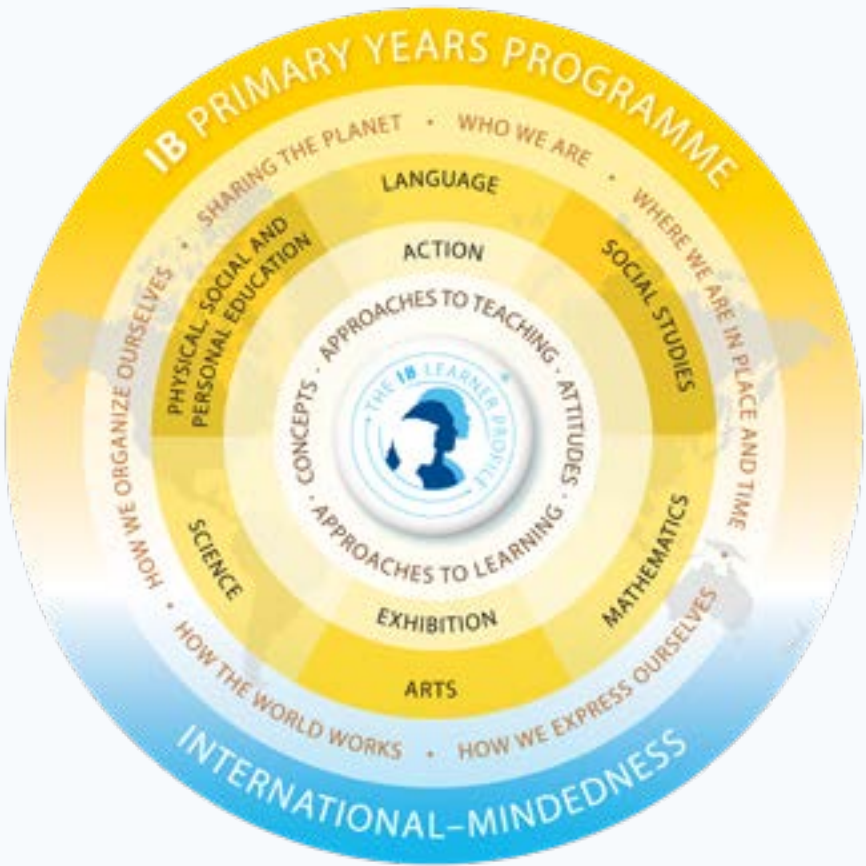 IB PRIMARY YEARS PROGRAMME
SHARING THE PLANET • WHO WE ARE • WHERE WE ARE IN PLACE AND TIME • HOW WE EXPRESS OURSELVES • HOW THE WORLD WORKS • HOW WE ORGANIZE OURSELVES •
LANGUAGE
SOCIAL STUDIES
MATHEMATICS
ARTS
SCIENCE
PHYSICAL, SOCIAL AND
PERSONAL EDUCATION
ACTION
EXHIBITION
APPROACHES TO TEACHING · ATTITUDES · APPROACHES TO LEARNING · CONCEPTS ·
THE IB LEARNER PROFILE
INTERNATIONAL–MINDEDNESS